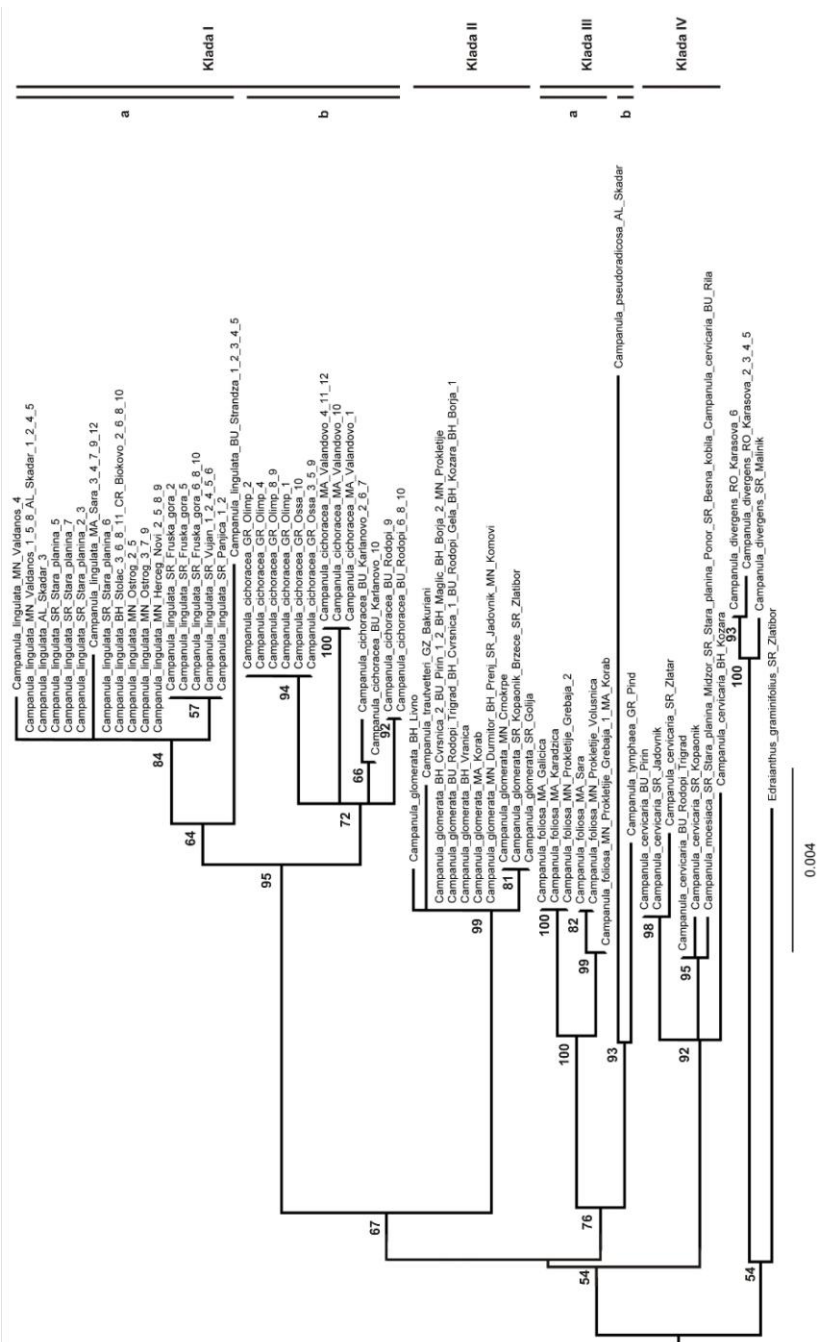 Klada I
Klada II
Klada III
Klada IV
a
b
a
b
Campanula_lingulata_MN_Valdanos_4
Campanula_lingulata_MN_Valdanos_1_5_8_AL_Skadar_1_2_4_5
Campanula_lingulata_AL_Skadar_3
Campanula_lingulata_SR_Stara_planina_5
Campanula_lingulata_SR_Stara_planina_7
Campanula_lingulata_SR_Stara_planina_2_3
Campanula_lingulata_MA_Sara_3_4_7_9_12
Campanula_lingulata_SR_Stara_planina_6
Campanula_lingulata_BH_Stolac_3_6_8_11_CR_Biokovo_2_6_8_10
Campanula_lingulata_MN_Ostrog_2_5
Campanula_lingulata_MN_Ostrog_3_7_9
Campanula_lingulata_MN_Herceg_Novi_2_5_8_9
Campanula_lingulata_SR_Fruska_gora_2
Campanula_lingulata_SR_Fruska_gora_5
Campanula_lingulata_SR_Fruska_gora_6_8_10
Campanula_lingulata_SR_Vujan_1_2_4_5_6
Campanula_lingulata_SR_Panjica_1_2
Campanula_lingulata_BU_Strandza_1_2_3_4_5
Campanula_cichoracea_GR_Olimp_2
Campanula_cichoracea_GR_Olimp_4
Campanula_cichoracea_GR_Olimp_8_9
Campanula_cichoracea_GR_Olimp_1
Campanula_cichoracea_GR_Ossa_10
Campanula_cichoracea_GR_Ossa_3_5_9
Campanula_cichoracea_MA_Valandovo_4_11_12
Campanula_cichoracea_MA_Valandovo_10
Campanula_cichoracea_MA_Valandovo_1
Campanula_cichoracea_BU_Karlanovo_2_6_7
Campanula_cichoracea_BU_Karlanovo_10
Campanula_cichoracea_BU_Rodopi_9
Campanula_cichoracea_BU_Rodopi_6_8_10
Campanula_glomerata_BH_Livno
Campanula_trautvetteri_GZ_Bakuriani
Campanula_glomerata_BH_Cvrsnica_2_BU_Pirin_1_2_BH_Maglic_BH_Borja_2_MN_Prokletije
Campanula_glomerata_BU_Rodopi_Trigrad_BH_Cvrsnica_1_BU_Rodopi_Gela_BH_Kozara_BH_Borja_1
Campanula_glomerata_BH_Vranica
Campanula_glomerata_MA_Korab
Campanula_glomerata_MN_Durmitor_BH_Prenj_SR_Jadovnik_MN_Komovi
Campanula_glomerata_MN_Crnokrpe
Campanula_glomerata_SR_Kopaonik_Brzece_SR_Zlatibor
Campanula_glomerata_SR_Golija
Campanula_foliosa_MA_Galicica
Campanula_foliosa_MA_Karadzica
Campanula_foliosa_MN_Prokletije_Grebaja_2
Campanula_foliosa_MA_Sara
Campanula_foliosa_MN_Prokletije_Volusnica
Campanula_foliosa_MN_Prokletije_Grebaja_1_MA_Korab
Campanula_pseudoradicosa_AL_Skadar
Campanula_tymphaea_GR_Pind
Campanula_cervicaria_BU_Pirin
Campanula_cervicaria_SR_Jadovnik
Campanula_cervicaria_SR_Zlatar
Campanula_cervicaria_BU_Rodopi_Trigrad
Campanula_cervicaria_SR_Kopaonik
Campanula_moesiaca_SR_Stara_planina_Midzor_SR_Stara_planina_Ponor_SR_Besna_kobila_Campanula_cervicaria_BU_Rila
Campanula_cervicaria_BH_Kozara
Campanula_divergens_RO_Karasova_6
Campanula_divergens_RO_Karasova_2_3_4_5
Campanula_divergens_SR_Malinik
Edraianthus_graminifolius_SR_Zlatibor
84
57
64
95
94
100
66
92
72
67
99
81
100
82
99
100
93
76
98
95
92
54
93
100
54
0.004